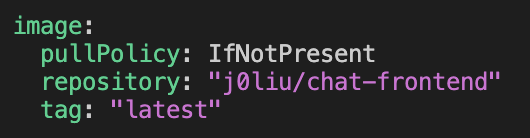 image:
  pullPolicy: IfNotPresent
  repository: "j0liu/chat-frontend"
  tag: "latest"